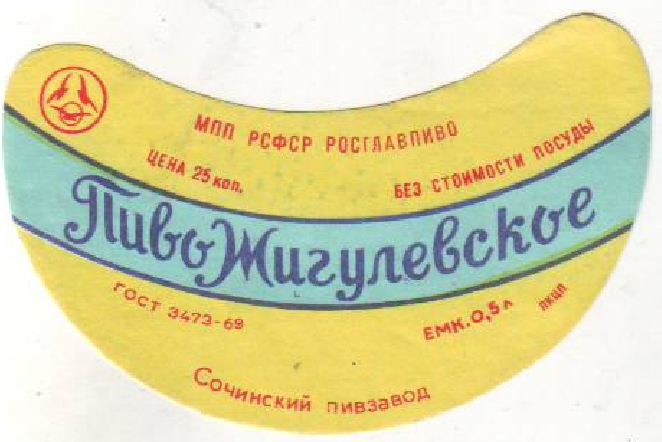 МПП РСФСР РОСГЛАВПИВО
ЦЕНА 25 коп. БЕЗ СТОИМОСТИ ПОСУДЫ
Пиво Жигулевское
ГОСТ 3473-69 ЕМК. 0,5 л ЛКЦП
Сочинский пивзавод